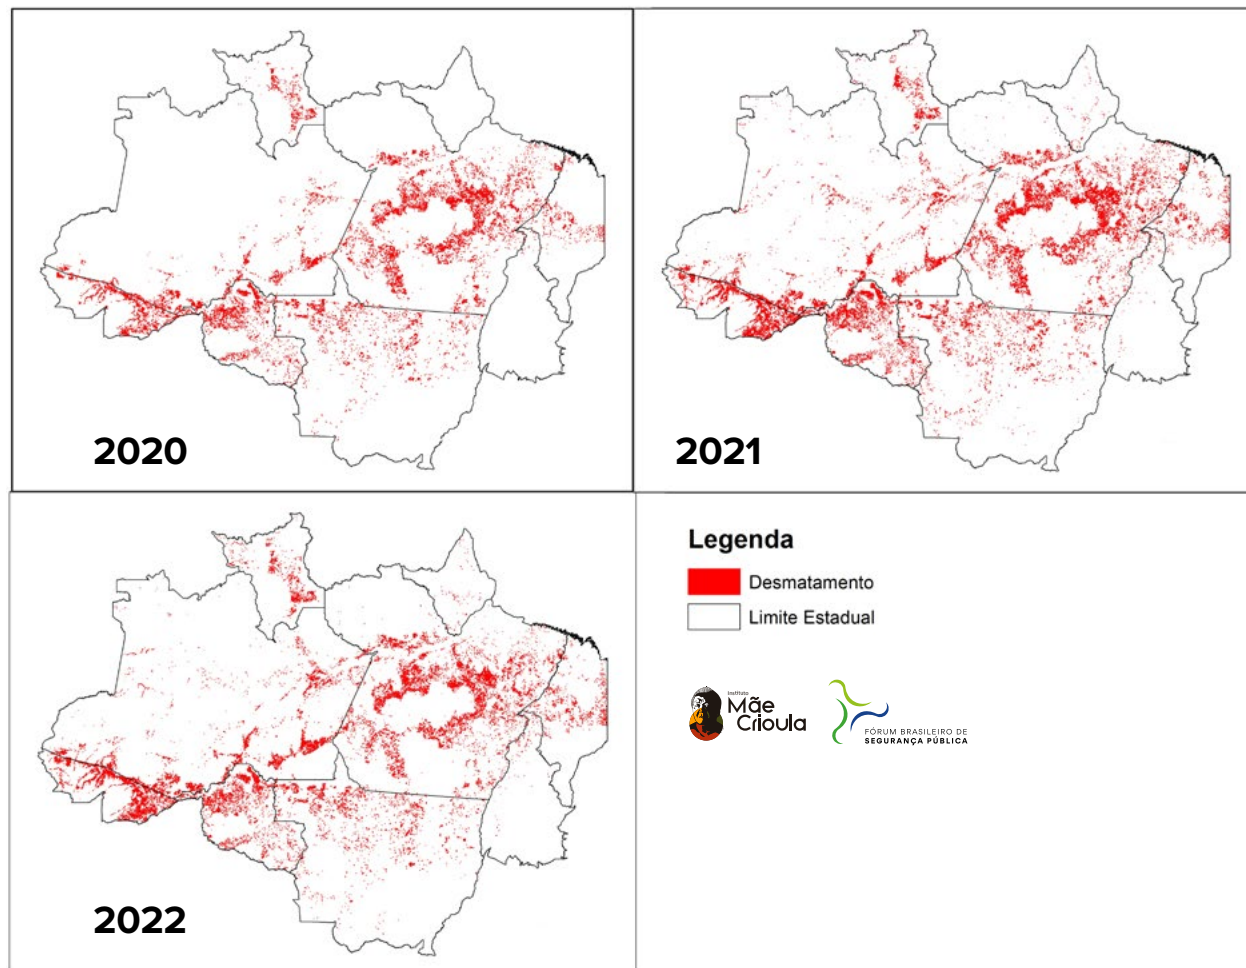 2020
2021
2022
Legenda
Desmatamento
Limite Estadual
Instituto
Mãe
Crioula
FÓRUM BRASILEIRO DE
SEGURANÇA PÚBLICA